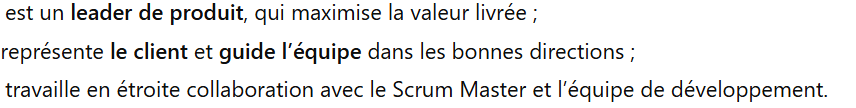 est un leader de produit, qui maximise la valeur livrée ;
représente le client et guide l’équipe dans les bonnes directions ;
travaille en étroite collaboration avec le Scrum Master et l’équipe de développement.